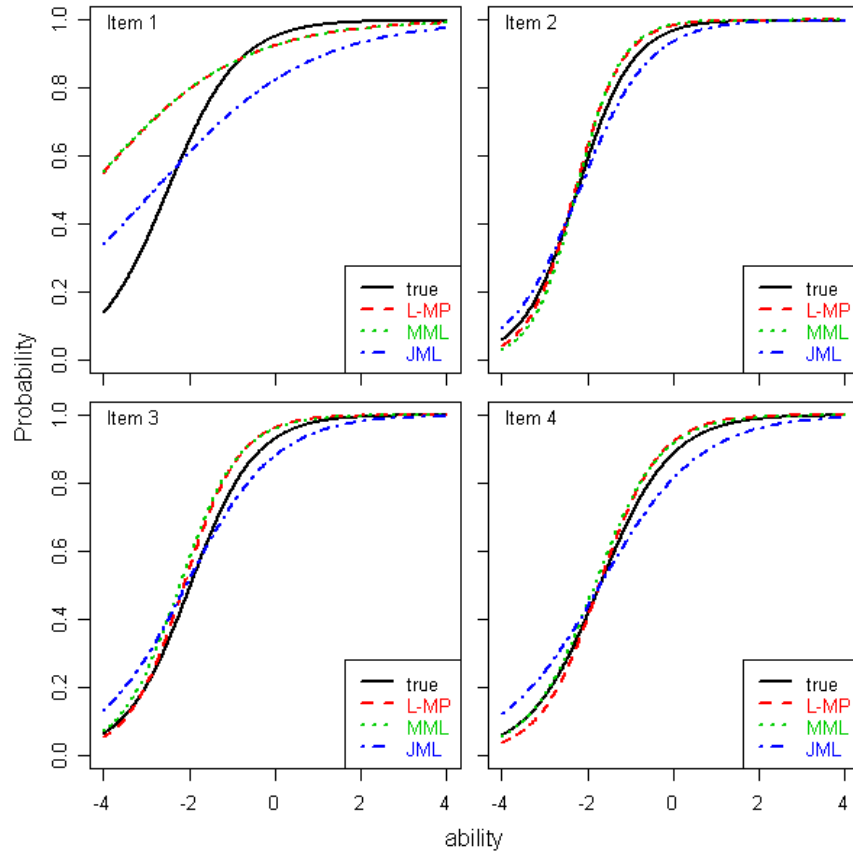 Item 1
Item 2
1.0
0.8
0.6
0.4
0.2
0.0
true
L-MP
MML
JML
true
L-MP
MML
JML
Probability
Item 3
Item 4
1.0
0.8
0.6
0.4
0.2
0.0
true
L-MP
MML
JML
true
L-MP
MML
JML
-4 -2 0 2 4
-4 -2 0 2 4
ability